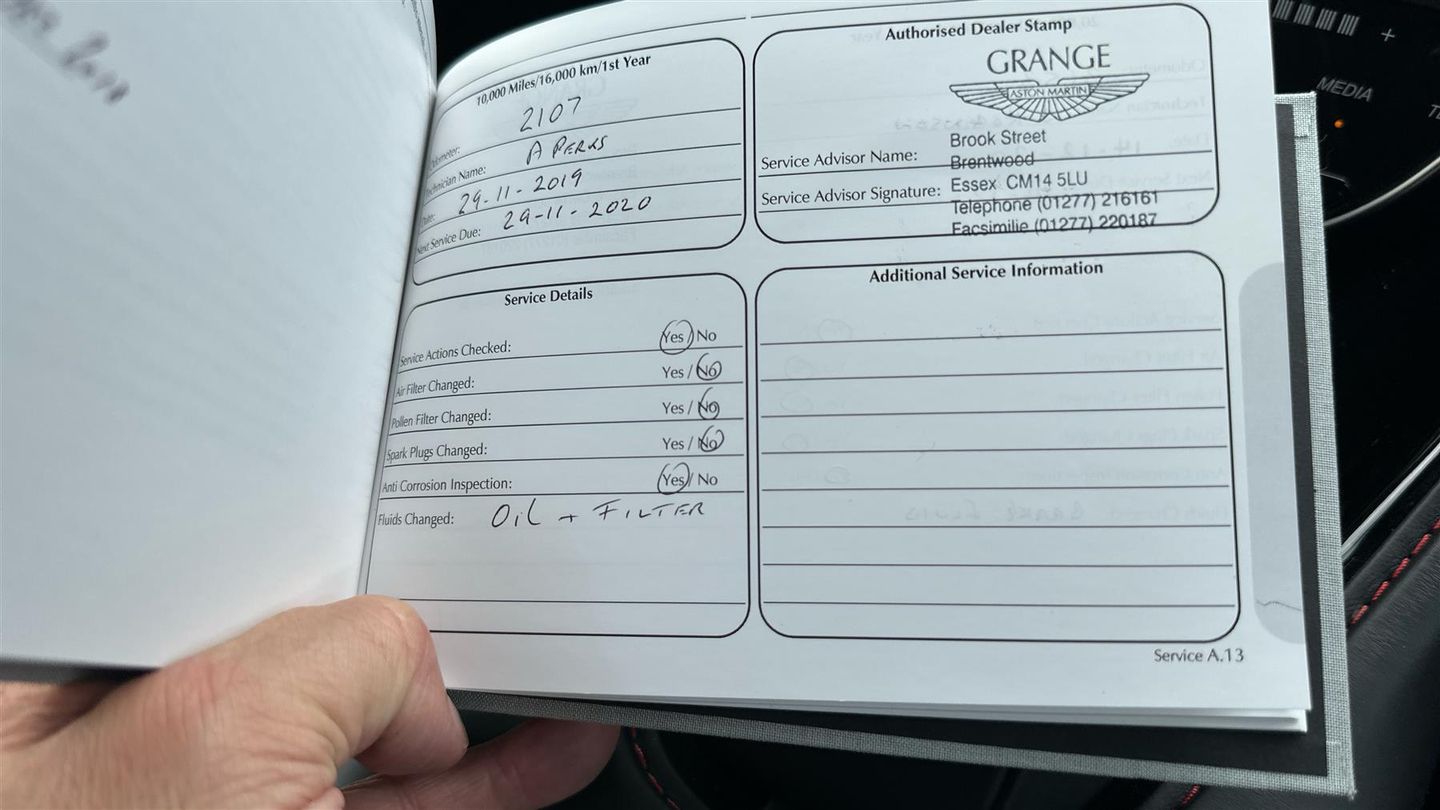 10,000 Miles/16,000 km/1st Year
2107
Technician Name: A PERKS
Date: 29-11-2019
Next Service Due: 29-11-2020
Authorised Dealer Stamp
GRANGE
ASTON MARTIN
Brook Street
Service Advisor Name: Brentwood
Service Advisor Signature: Essex CM14 5LU
Telephone (01277) 216161
Facsimilie (01277) 220187
Service Details
Service Actions Checked: Yes / No
Air Filter Changed: Yes / No
Pollen Filter Changed: Yes / No
Spark Plugs Changed: Yes / No
Anti Corrosion Inspection: Yes / No
Fluids Changed: OIL + FILTER
Additional Service Information
Service A.13
+
MEDIA